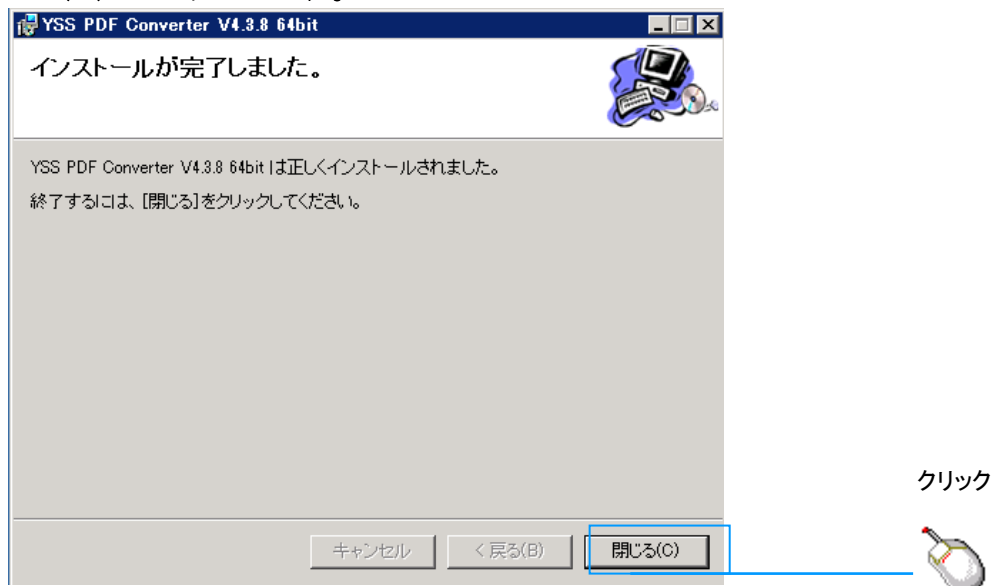 YSS PDF Converter V4.3.8 64bit
インストールが完了しました。
YSS PDF Converter V4.3.8 64bit は正しくインストールされました。
終了するには、[閉じる]をクリックしてください。
クリック
キャンセル
< 戻る(B)
閉じる(C)